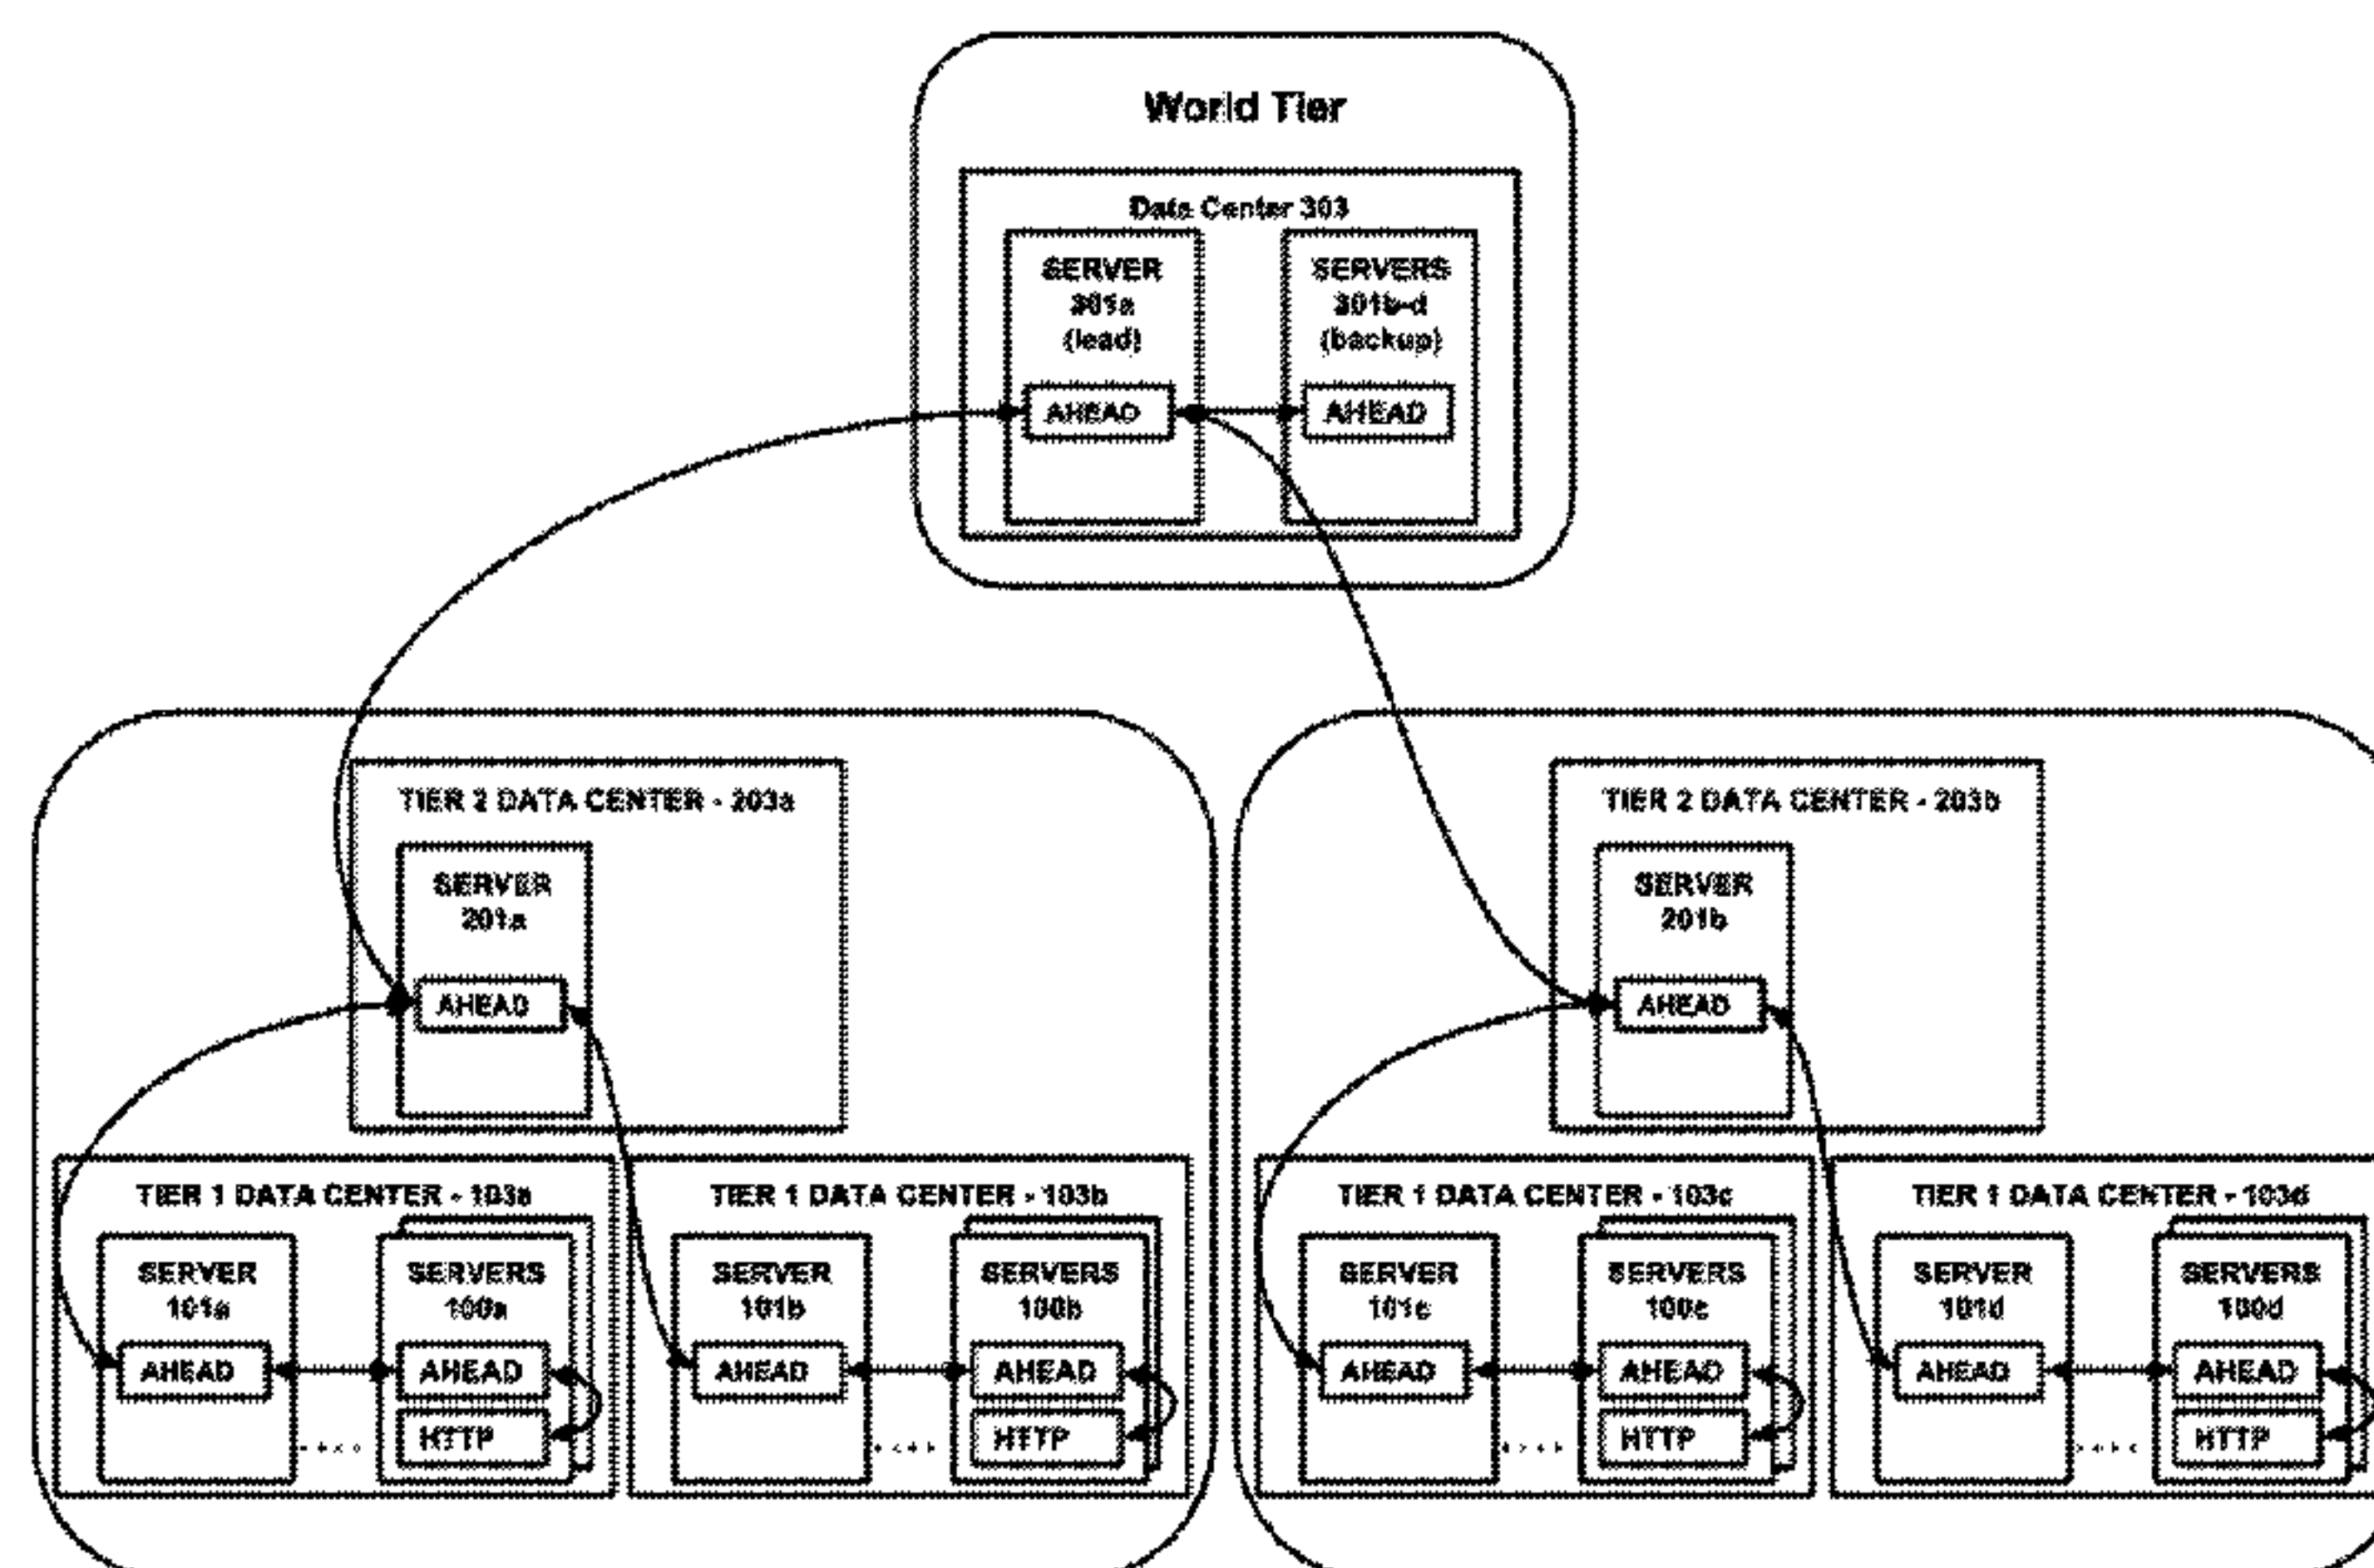 World Tier
Data Center 303
SERVER
301a
(lead)
AHEAD
SERVERS
301b-d
(backup)
AHEAD
TIER 2 DATA CENTER - 203a
SERVER
201a
AHEAD
TIER 2 DATA CENTER - 203b
SERVER
201b
AHEAD
TIER 1 DATA CENTER - 103a
SERVER
101a
AHEAD
SERVERS
100a
AHEAD
HTTP
TIER 1 DATA CENTER - 103b
SERVER
101b
AHEAD
SERVERS
100b
AHEAD
HTTP
TIER 1 DATA CENTER - 103c
SERVER
101c
AHEAD
SERVERS
100c
AHEAD
HTTP
TIER 1 DATA CENTER - 103d
SERVER
101d
AHEAD
SERVERS
100d
AHEAD
HTTP